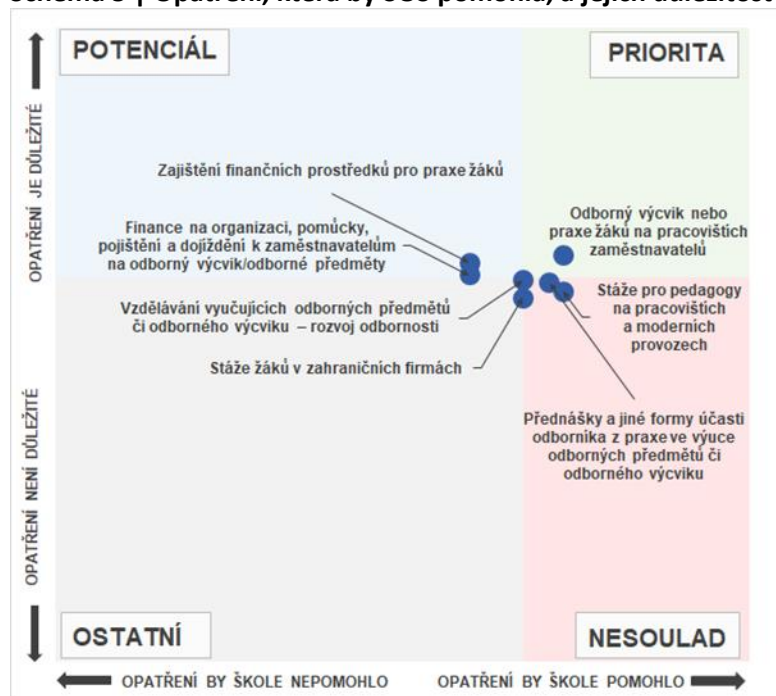 POTENCIÁL
PRIORITA
OPATŘENÍ JE DŮLEŽITÉ
Zajištění finančních prostředků pro praxe žáků
Finance na organizaci, pomůcky,
pojištění a dojíždění k zaměstnavatelům
na odborný výcvik/odborné předměty
Odborný výcvik nebo
praxe žáků na pracovištích
zaměstnavatelů
Vzdělávání vyučujících odborných předmětů
či odborného výcviku – rozvoj odbornosti
Stáže pro pedagogy
na pracovištích
a moderních
provozech
Stáže žáků v zahraničních firmách
Přednášky a jiné formy účasti
odborníka z praxe ve výuce
odborných předmětů či
odborného výcviku
OPATŘENÍ NENÍ DŮLEŽITÉ
OSTATNÍ
NESOULAD
OPATŘENÍ BY ŠKOLE NEPOMOHLO
OPATŘENÍ BY ŠKOLE POMOHLO